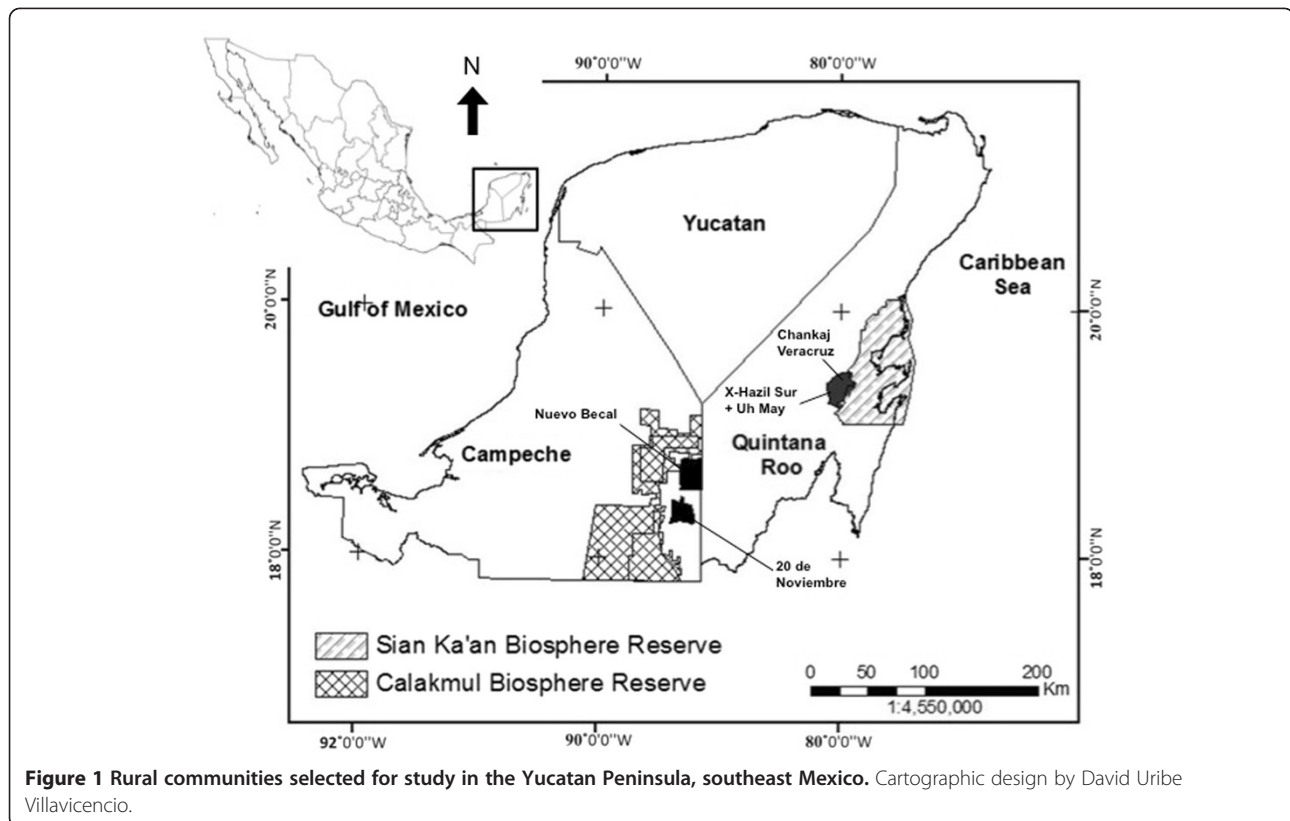 N
90°0'0"W
80°0'0"W
Yucatan
Caribbean
Sea
Gulf of Mexico
20°0'0"N
20°0'0"N
Chankaj
Veracruz
X-Hazil Sur
+ Uh May
Nuevo Becal
Quintana
Roo
Campeche
18°0'0"N
18°0'0"N
20 de
Noviembre
Sian Ka'an Biosphere Reserve
Calakmul Biosphere Reserve
0 50 100 200
Km
1:4,550,000
92°0'0"W
90°0'0"W
80°0'0"W
Figure 1 Rural communities selected for study in the Yucatan Peninsula, southeast Mexico. Cartographic design by David Uribe
Villavicencio.